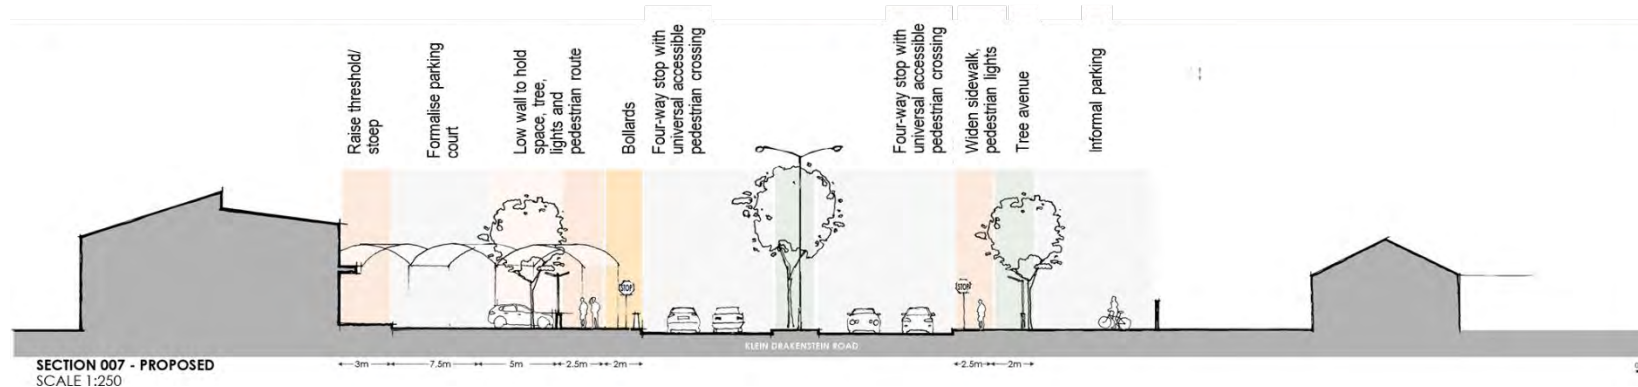 Raise threshold/
stoep
Formalise parking
court
Low wall to hold
space, tree,
lights and
pedestrian route
Bollards
Four-way stop with
universal accessible
pedestrian crossing
Four-way stop with
universal accessible
pedestrian crossing
Widen sidewalk,
pedestrian lights
Tree avenue
Informal parking
STOP
STOP
KLEIN DRAKENSTEIN ROAD
3m
7.5m
5m
2.5m
2m
2.5m
2m
SECTION 007 - PROPOSED
SCALE 1:250